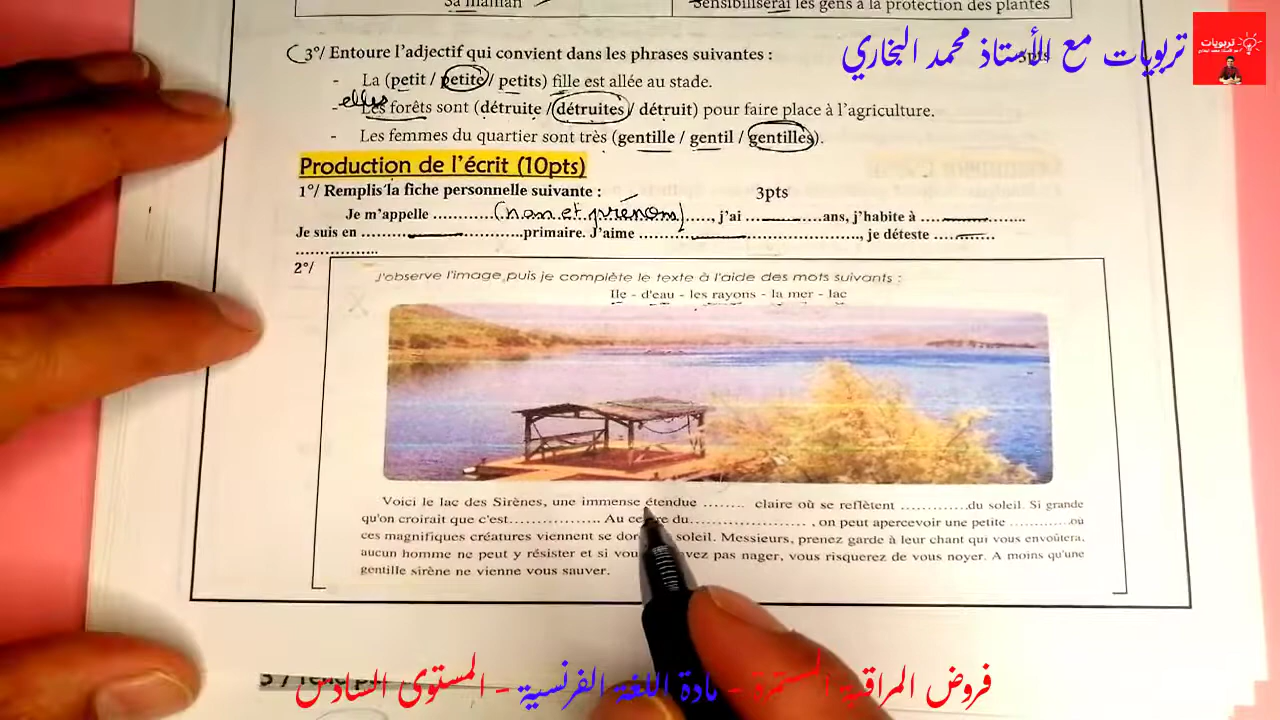 Sa maman
Sensibiliserai les gens à la protection des plantes
تربويات مع الأستاذ محمد البخاري
تربويات
3°/ Entoure l'adjectif qui convient dans les phrases suivantes : 3pts
- La (petit / petite / petits) fille est allée au stade.
elles
- Les forêts sont (détruite / détruites / détruit) pour faire place à l'agriculture.
- Les femmes du quartier sont très (gentille / gentil / gentilles).
Production de l'écrit (10pts)
1°/ Remplis la fiche personnelle suivante : 3pts
Je m'appelle ...........(nom et prénom)......, j'ai ..............ans, j'habite à ........................
Je suis en ....................................primaire. J'aime .............................................., je déteste ..............
..................
2°/
J'observe l'image puis je complète le texte à l'aide des mots suivants :
Ile - d'eau - les rayons - la mer - lac
Voici le lac des Sirènes, une immense étendue ........ claire où se reflètent .............du soleil. Si grande
qu'on croirait que c'est.................. Au du........................ , on peut apercevoir une petite ............où
ces magnifiques créatures viennent se soleil. Messieurs, prenez garde à leur chant qui vous envoûtera,
aucun homme ne peut y résister et si pas nager, vous risquerez de vous noyer. A moins qu'une
gentille sirène ne vienne vous sauver.
فروض المراقبة المستمرة - مادة اللغة الفرنسية - المستوى السادس